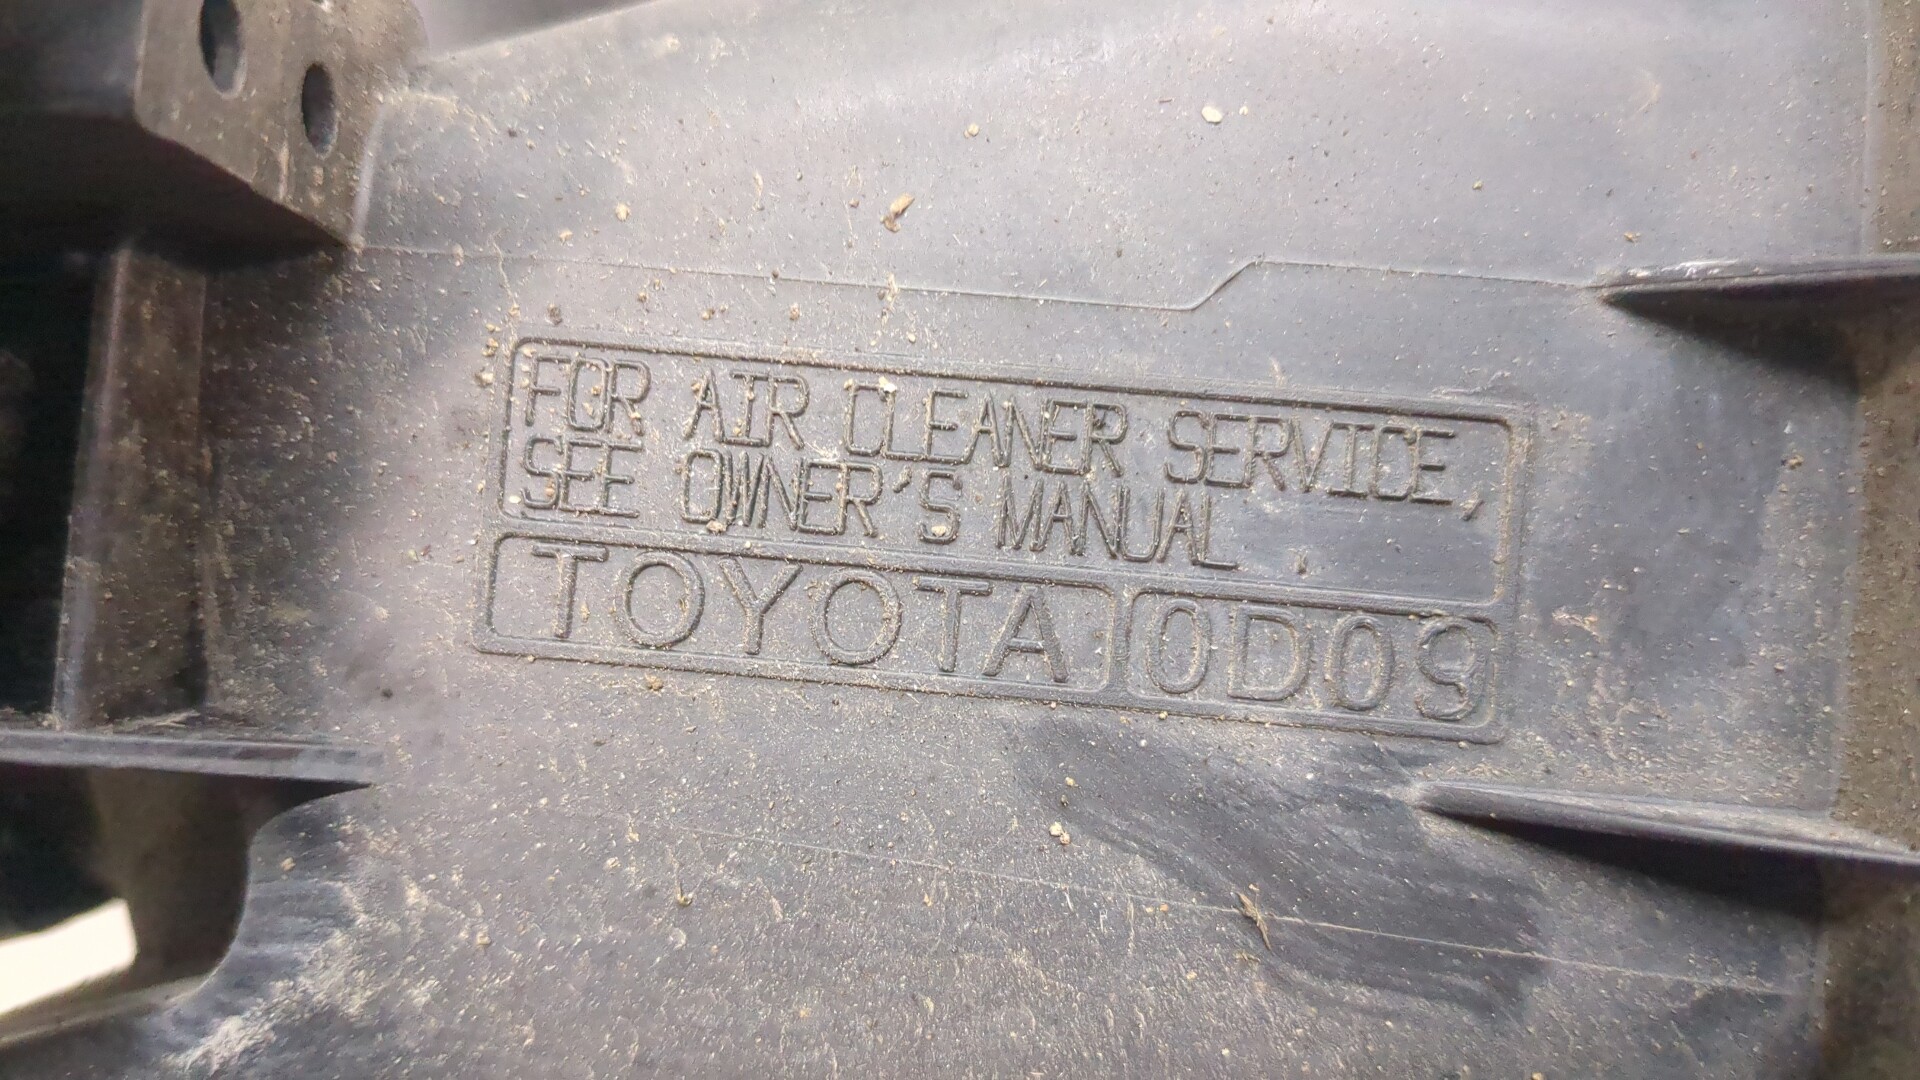 FOR AIR CLEANER SERVICE,
SEE OWNER'S MANUAL
TOYOTA 0D09